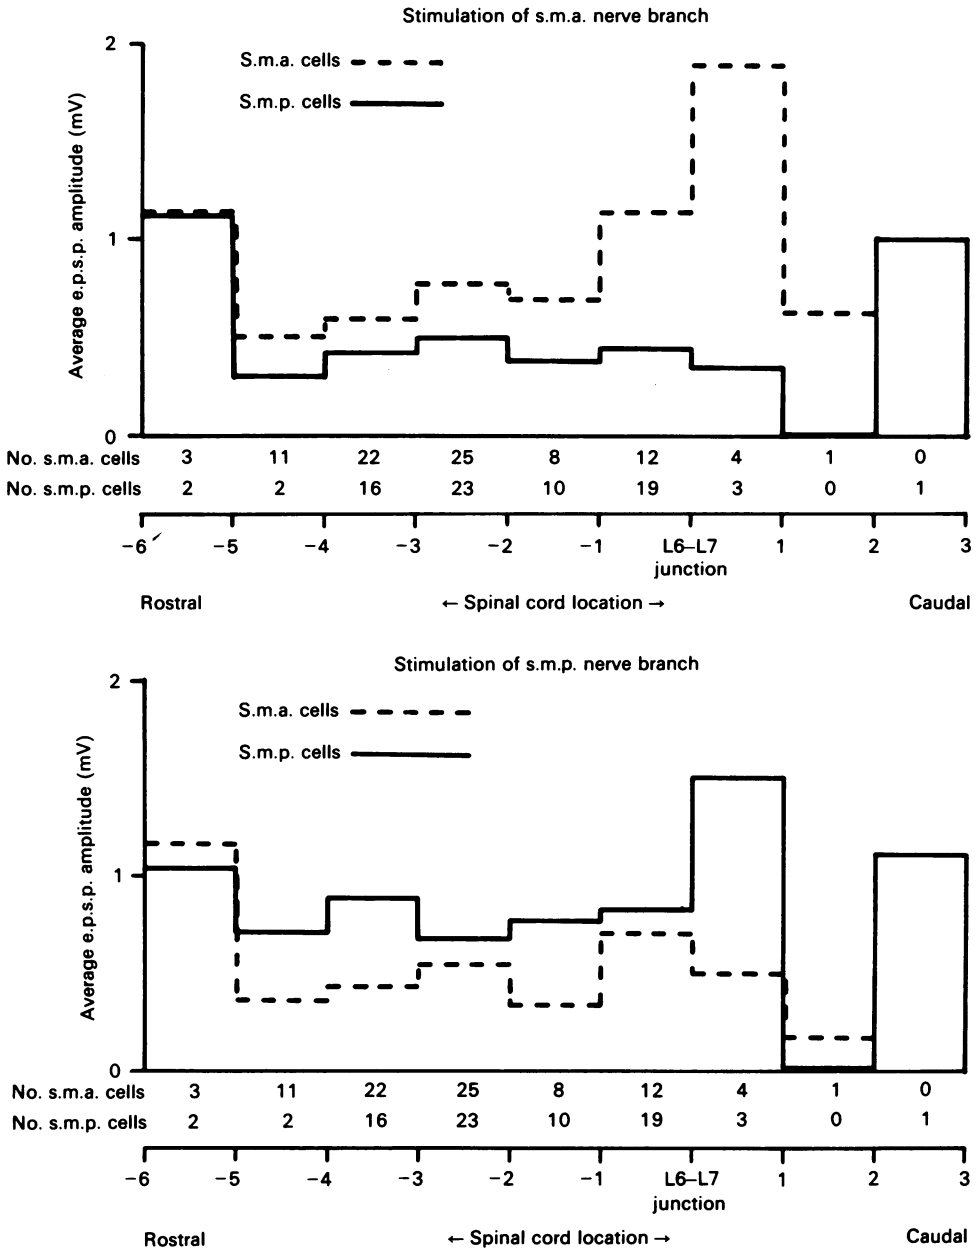 Stimulation of s.m.a. nerve branch
2
S.m.a. cells
S.m.p. cells
Average e.p.s.p. amplitude (mV)
1
0
No. s.m.a. cells 3 11 22 25 8 12 4 1 0
No. s.m.p. cells 2 2 16 23 10 19 3 0 1
−6 −5 −4 −3 −2 −1 L6–L7 1 2 3
junction
Rostral ← Spinal cord location → Caudal
Stimulation of s.m.p. nerve branch
2
S.m.a. cells
S.m.p. cells
Average e.p.s.p. amplitude (mV)
1
0
No. s.m.a. cells 3 11 22 25 8 12 4 1 0
No. s.m.p. cells 2 2 16 23 10 19 3 0 1
−6 −5 −4 −3 −2 −1 L6–L7 1 2 3
junction
Rostral ← Spinal cord location → Caudal